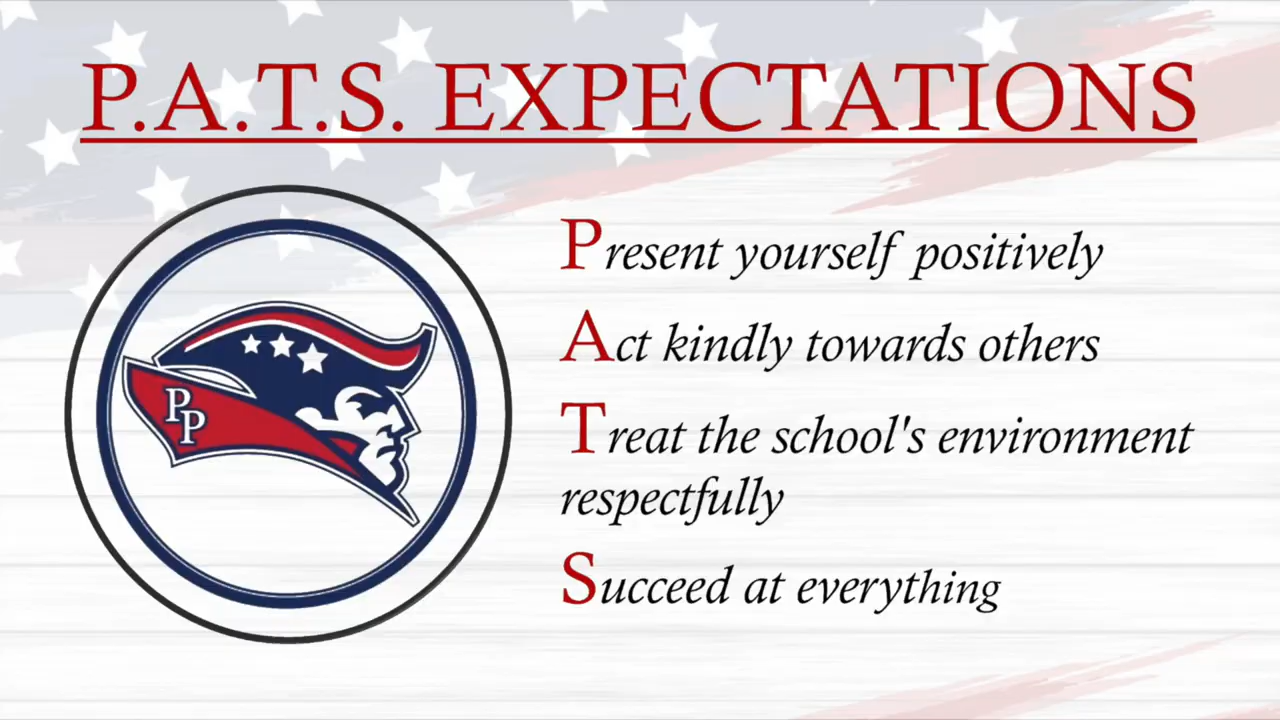 P.A.T.S. EXPECTATIONS
PP
Present yourself positively
Act kindly towards others
Treat the school's environment
respectfully
Succeed at everything